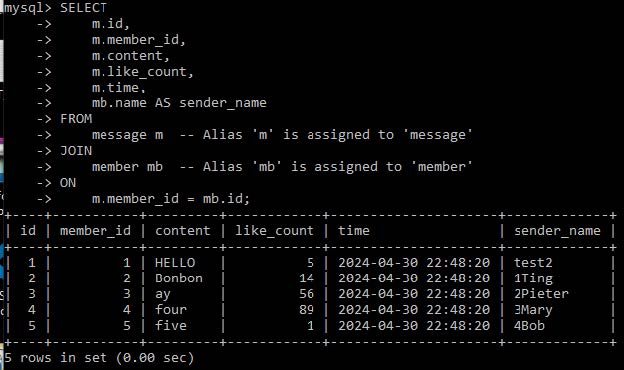 mysql> SELECT
    ->     m.id,
    ->     m.member_id,
    ->     m.content,
    ->     m.like_count,
    ->     m.time,
    ->     mb.name AS sender_name
    -> FROM
    ->     message m  -- Alias 'm' is assigned to 'message'
    -> JOIN
    ->     member mb  -- Alias 'mb' is assigned to 'member'
    -> ON
    ->     m.member_id = mb.id;
+----+-----------+---------+------------+---------------------+-------------+
| id | member_id | content | like_count | time                | sender_name |
+----+-----------+---------+------------+---------------------+-------------+
|  1 |         1 | HELLO   |          5 | 2024-04-30 22:48:20 | test2       |
|  2 |         2 | Bonbon  |         14 | 2024-04-30 22:48:20 | 1Ting       |
|  3 |         3 | ay      |         56 | 2024-04-30 22:48:20 | 2Pieter     |
|  4 |         4 | four    |         89 | 2024-04-30 22:48:20 | 3Mary       |
|  5 |         5 | five    |          1 | 2024-04-30 22:48:20 | 4Bob        |
+----+-----------+---------+------------+---------------------+-------------+
5 rows in set (0.00 sec)